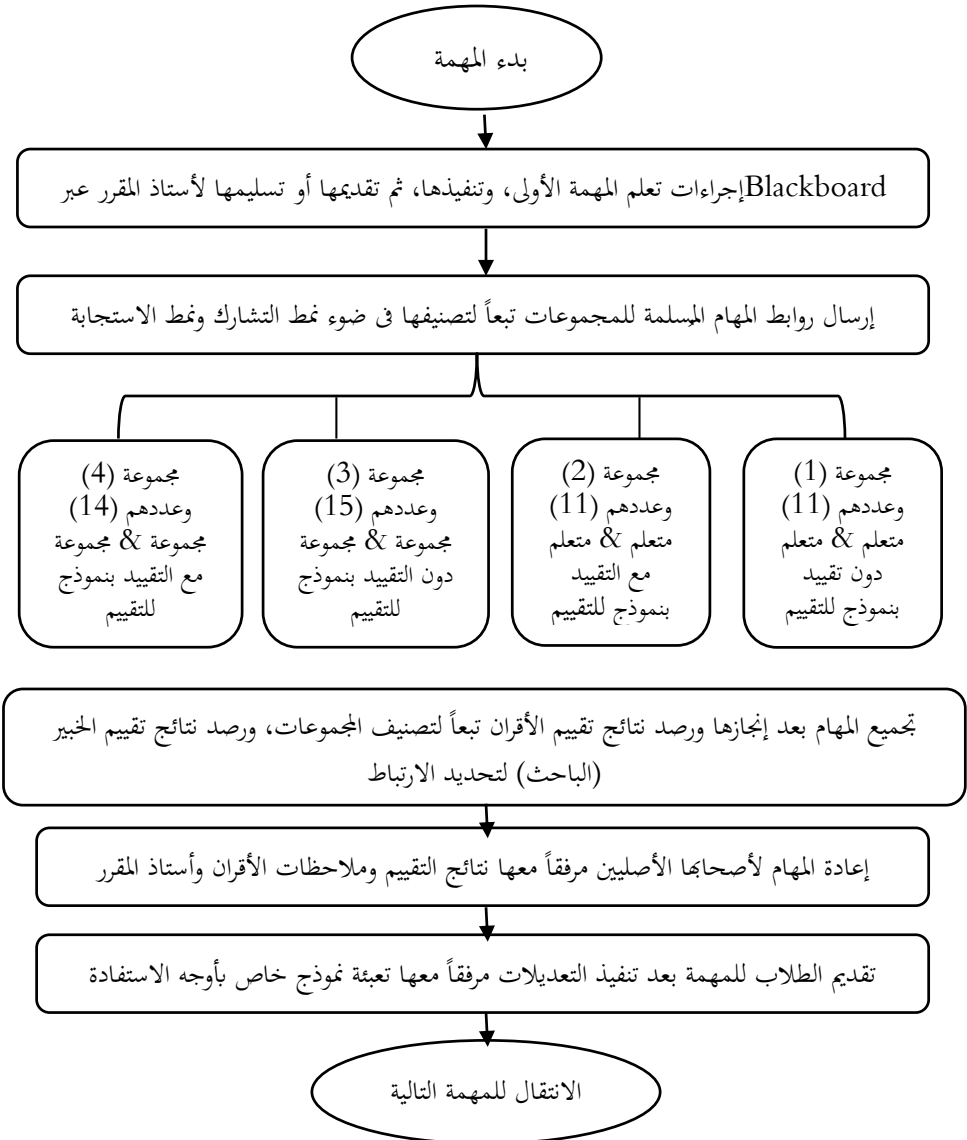 بدء المهمة
Blackboardإجراءات تعلم المهمة الأولى، وتنفيذها، ثم تقديمها أو تسليمها لأستاذ المقرر عبر
إرسال روابط المهام المُسلمة للمجموعات تبعاً لتصنيفها فى ضوء نمط التشارك ونمط الاستجابة
مجموعة (1)
وعددهم (11)
متعلم & متعلم
دون تقييد
بنموذج للتقييم
مجموعة (2)
وعددهم (11)
متعلم & متعلم
مع التقييد
بنموذج للتقييم
مجموعة (3)
وعددهم (15)
مجموعة & مجموعة
دون التقييد بنموذج
للتقييم
مجموعة (4)
وعددهم (14)
مجموعة & مجموعة
مع التقييد بنموذج
للتقييم
تجميع المهام بعد إنجازها ورصد نتائج تقييم الأقران تبعاً لتصنيف المجموعات، ورصد نتائج تقييم الخبير
(الباحث) لتحديد الارتباط
إعادة المهام لأصحابها الأصليين مرفقاً معها نتائج التقييم وملاحظات الأقران وأستاذ المقرر
تقديم الطلاب للمهمة بعد تنفيذ التعديلات مرفقاً معها تعبئة نموذج خاص بأوجه الاستفادة
الانتقال للمهمة التالية